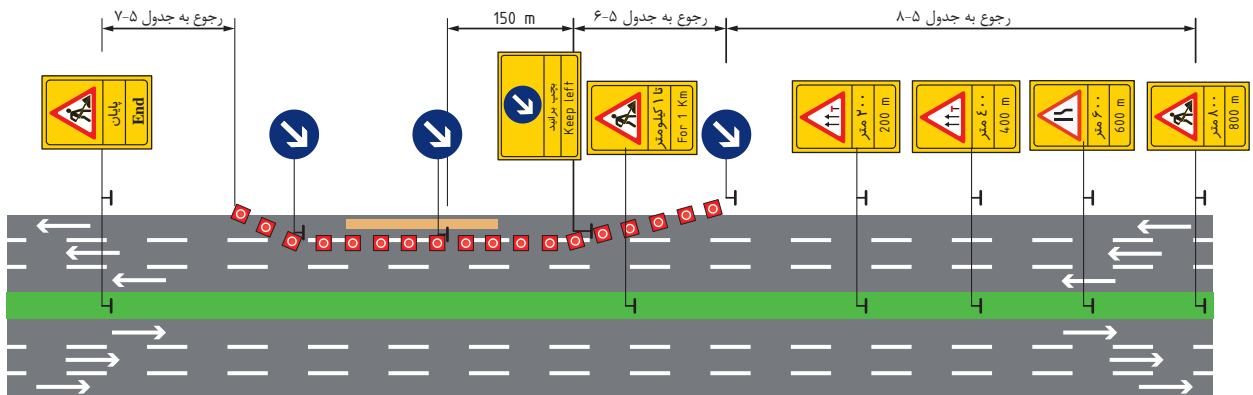 رجوع به جدول ۵-۷
150 m
رجوع به جدول ۵-۶
رجوع به جدول ۵-۸
پایان
End
بچپ برانید
Keep left
تا ۱ کیلومتر
For 1 Km
۲۰۰ متر
200 m
٤۰۰ متر
400 m
۶۰۰ متر
600 m
۸۰۰ متر
800 m